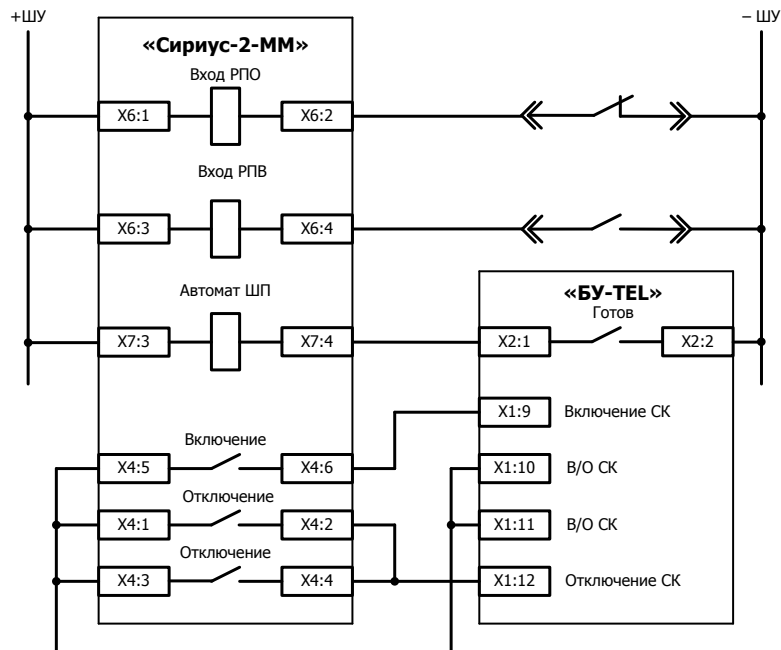 +ШУ
– ШУ
«Сириус-2-ММ»
Вход РПО
X6:1
X6:2
Вход РПВ
X6:3
X6:4
Автомат ШП
X7:3
X7:4
«БУ-TEL»
Готов
X2:1
X2:2
X1:9
Включение СК
Включение
X4:5
X4:6
X1:10
В/О СК
Отключение
X4:1
X4:2
X1:11
В/О СК
Отключение
X4:3
X4:4
X1:12
Отключение СК